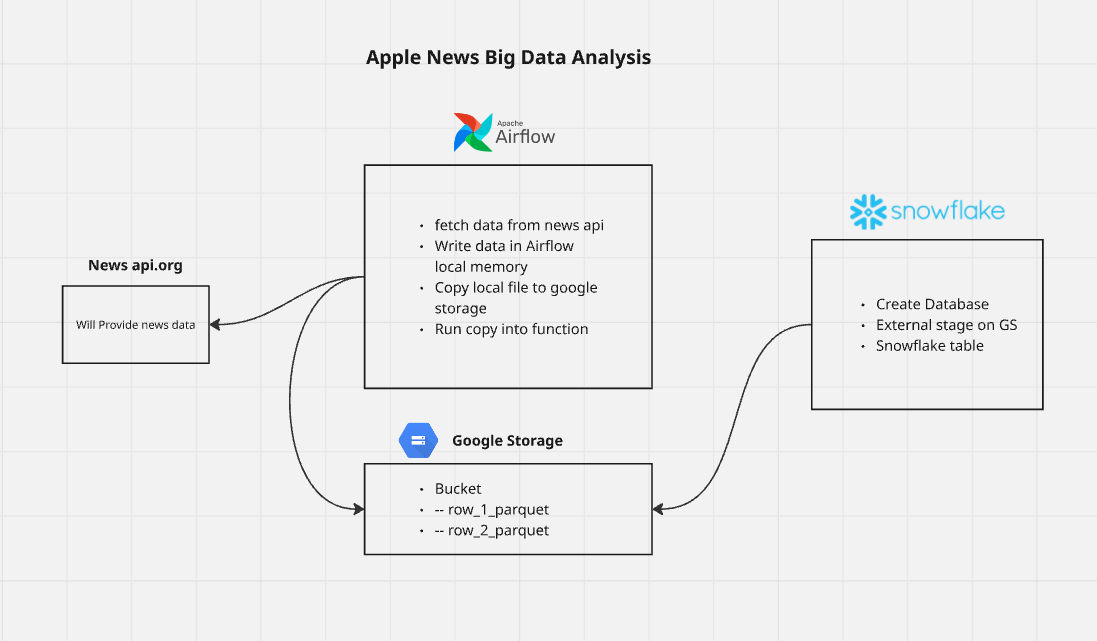 Apple News Big Data Analysis
Apache
Airflow
• fetch data from news api
• Write data in Airflow
local memory
• Copy local file to google
storage
• Run copy into function
News api.org
Will Provide news data
snowflake
• Create Database
• External stage on GS
• Snowflake table
Google Storage
• Bucket
• -- row_1_parquet
• -- row_2_parquet